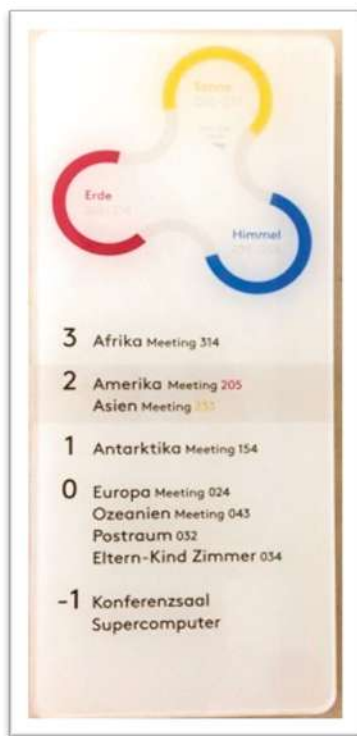 Sonne
Erde
Himmel
3 Afrika Meeting 314
2 Amerika Meeting 205
Asien Meeting 233
1 Antarktika Meeting 154
0 Europa Meeting 024
Ozeanien Meeting 043
Postraum 032
Eltern-Kind Zimmer 034
-1 Konferenzsaal
Supercomputer